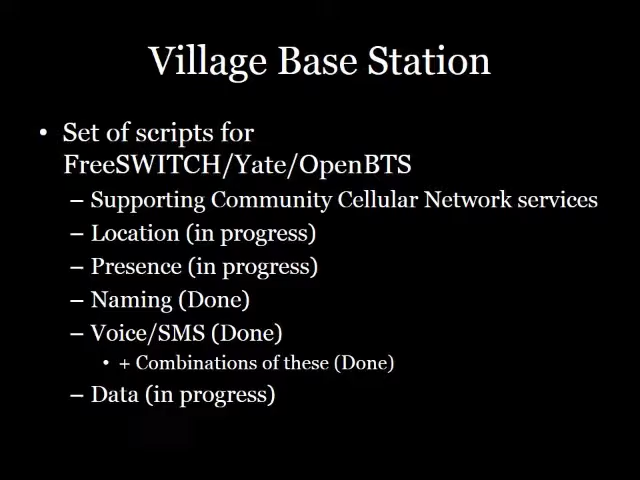 Village Base Station
• Set of scripts for
FreeSWITCH/Yate/OpenBTS
– Supporting Community Cellular Network services
– Location (in progress)
– Presence (in progress)
– Naming (Done)
– Voice/SMS (Done)
• + Combinations of these (Done)
– Data (in progress)